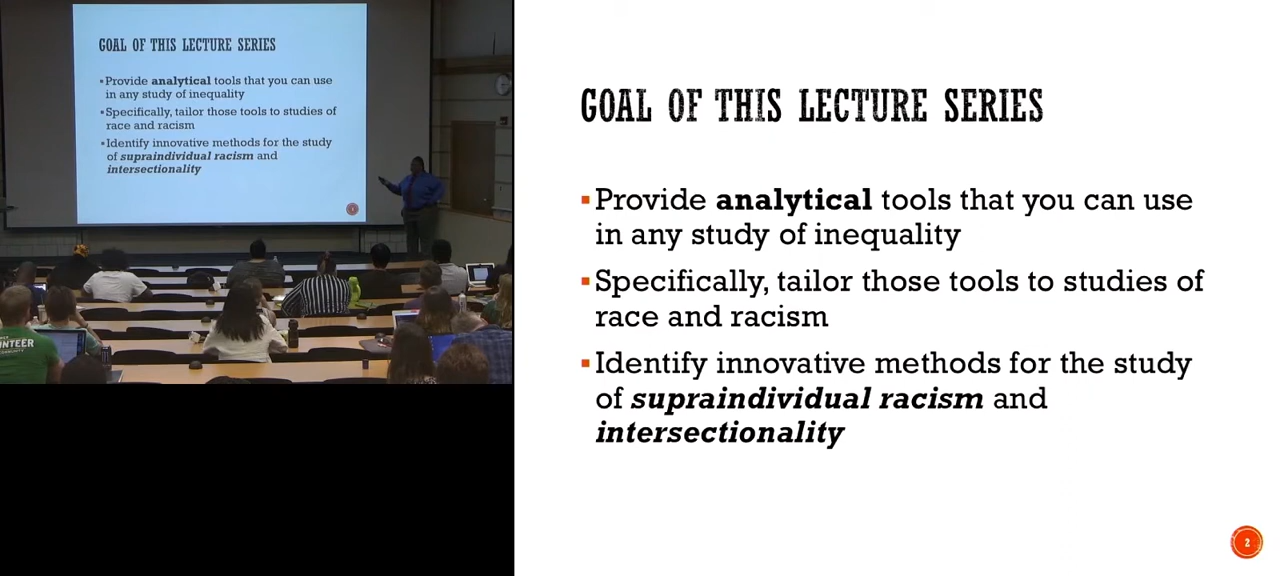 GOAL OF THIS LECTURE SERIES
▪Provide analytical tools that you can use
in any study of inequality
▪Specifically, tailor those tools to studies of
race and racism
▪Identify innovative methods for the study
of supraindividual racism and
intersectionality
NTEER
GOAL OF THIS LECTURE SERIES
▪Provide analytical tools that you can use
in any study of inequality
▪Specifically, tailor those tools to studies of
race and racism
▪Identify innovative methods for the study
of supraindividual racism and
intersectionality
2